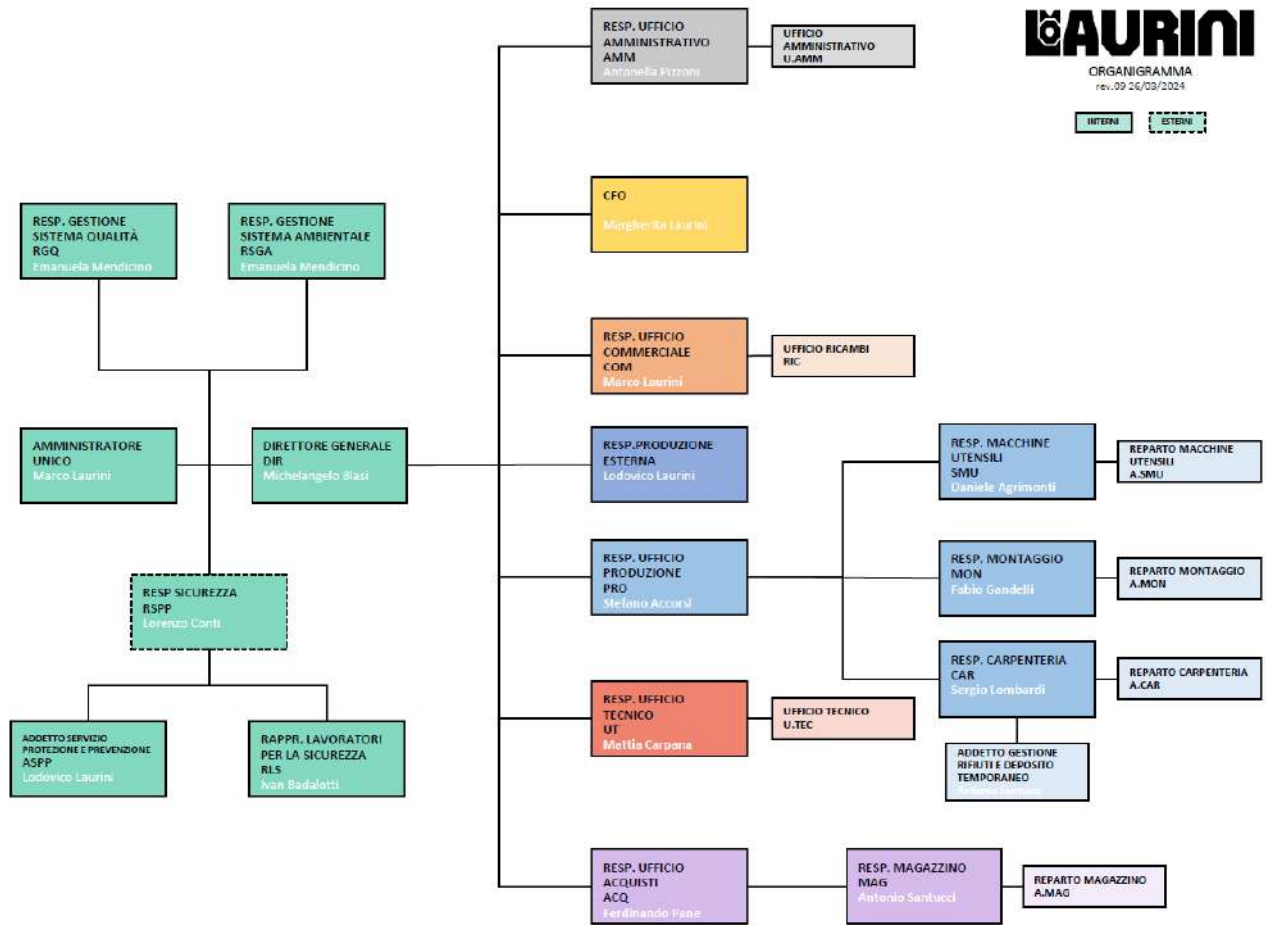 RESP. UFFICIO
AMMINISTRATIVO
AMM
Antonella Pizzoni
UFFICIO
AMMINISTRATIVO
U.AMM
LAURINI
ORGANIGRAMMA
rev.09 26/03/2024
INTERNI
ESTERNI
RESP. GESTIONE
SISTEMA QUALITÀ
RGQ
Emanuela Mendicino
RESP. GESTIONE
SISTEMA AMBIENTALE
RSGA
Emanuela Mendicino
CFO
Margherita Laurini
RESP. UFFICIO
COMMERCIALE
COM
Marco Laurini
UFFICIO RICAMBI
RIC
AMMINISTRATORE
UNICO
Marco Laurini
DIRETTORE GENERALE
DIR
Michelangelo Blasi
RESP.PRODUZIONE
ESTERNA
Lodovico Laurini
RESP. MACCHINE
UTENSILI
SMU
Daniele Agrimonti
REPARTO MACCHINE
UTENSILI
A.SMU
RESP. UFFICIO
PRODUZIONE
PRO
Stefano Accorsi
RESP. MONTAGGIO
MON
Fabio Gandelli
REPARTO MONTAGGIO
A.MON
RESP SICUREZZA
RSPP
Lorenzo Conti
RESP. CARPENTERIA
CAR
Sergio Lombardi
REPARTO CARPENTERIA
A.CAR
ADDETTO SERVIZIO
PROTEZIONE E PREVENZIONE
ASPP
Lodovico Laurini
RAPPR. LAVORATORI
PER LA SICUREZZA
RLS
Ivan Badalotti
RESP. UFFICIO
TECNICO
UT
Mattia Carpana
UFFICIO TECNICO
U.TEC
ADDETTO GESTIONE
RIFIUTI E DEPOSITO
TEMPORANEO
RESP. UFFICIO
ACQUISTI
ACQ
Ferdinando Pane
RESP. MAGAZZINO
MAG
Antonio Santucci
REPARTO MAGAZZINO
A.MAG